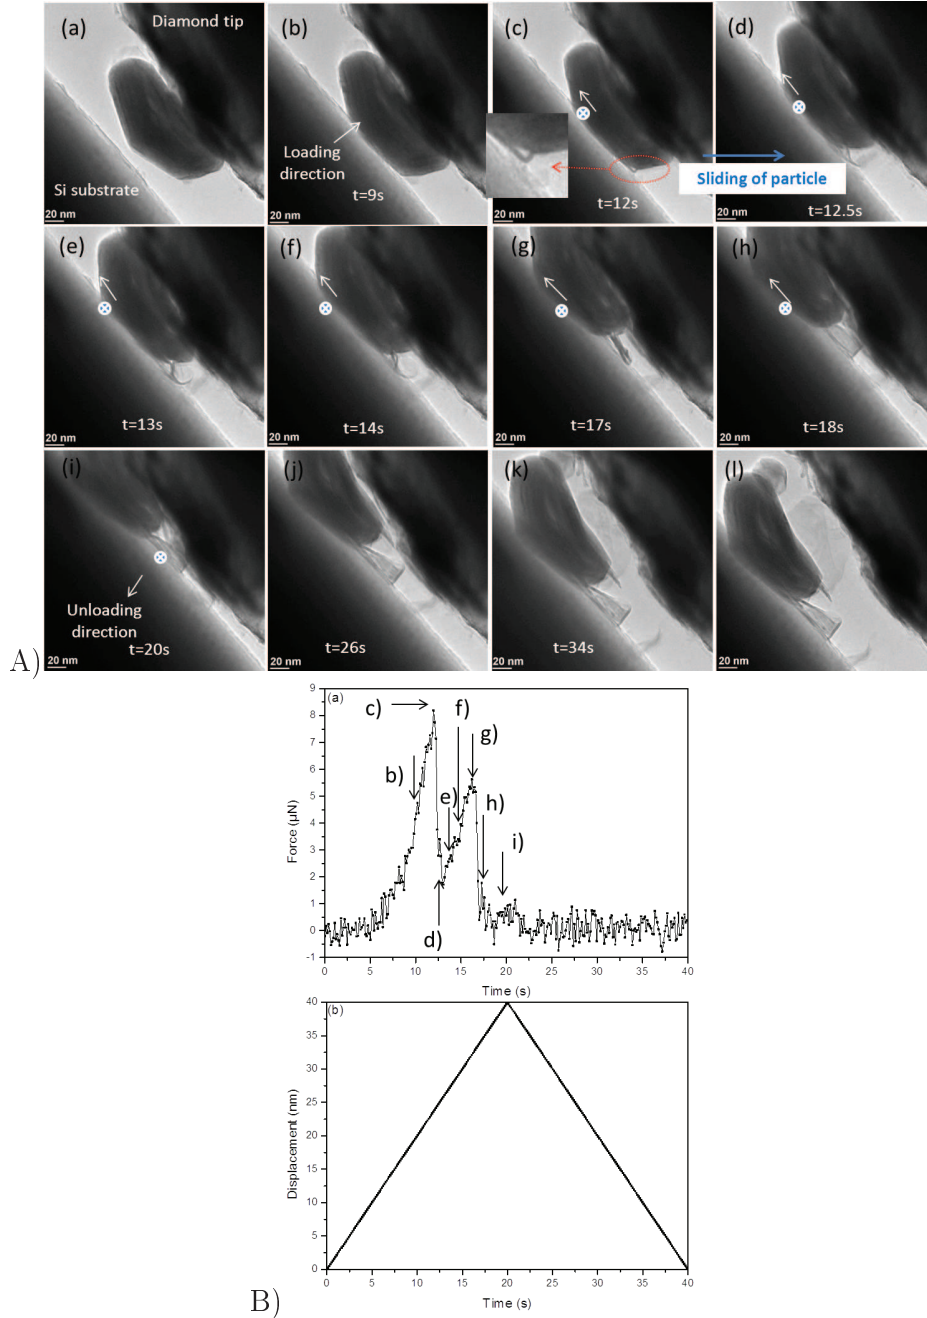 (a)
Diamond tip
Si substrate
20 nm
(b)
Loading
direction
t=9s
20 nm
(c)
t=12s
20 nm
Sliding of particle
(d)
t=12.5s
20 nm
(e)
t=13s
20 nm
(f)
t=14s
20 nm
(g)
t=17s
20 nm
(h)
t=18s
20 nm
(i)
Unloading
direction
t=20s
20 nm
(j)
t=26s
20 nm
(k)
t=34s
20 nm
(l)
20 nm
A)
(a)
c)
f)
g)
b)
e)
h)
i)
d)
Force (µN)
9
8
7
6
5
4
3
2
1
0
-1
0 5 10 15 20 25 30 35 40
Time (s)
(b)
Displacement (nm)
40
35
30
25
20
15
10
5
0
0 5 10 15 20 25 30 35 40
Time (s)
B)